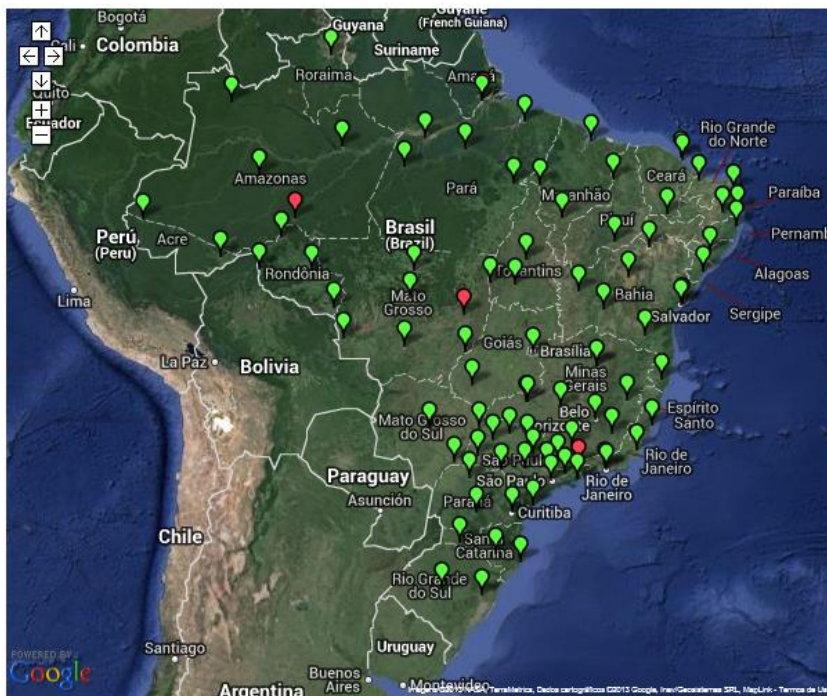 Bogotá
Guyana
Guyane
(French Guiana)
Cali
Colombia
Suriname
Roraima
Amapá
Quito
Ecuador
Rio Grande
do Norte
Amazonas
Pará
Ceará
Maranhão
Paraíba
Piauí
Perú
(Peru)
Acre
Brasil
(Brazil)
Pernamb
Rondônia
Tocantins
Alagoas
Lima
Mato
Grosso
Bahia
Sergipe
Salvador
La Paz
Bolivia
Goiás
Brasília
Minas
Gerais
Mato Grosso
do Sul
Belo
Horizonte
Espírito
Santo
São Paulo
Rio de
Janeiro
Paraguay
São Paulo
Rio de
Janeiro
Asunción
Paraná
Curitiba
Chile
Santa
Catarina
Rio Grande
do Sul
POWERED BY
Google
Santiago
Uruguay
Buenos
Aires
Montevideo
Argentina